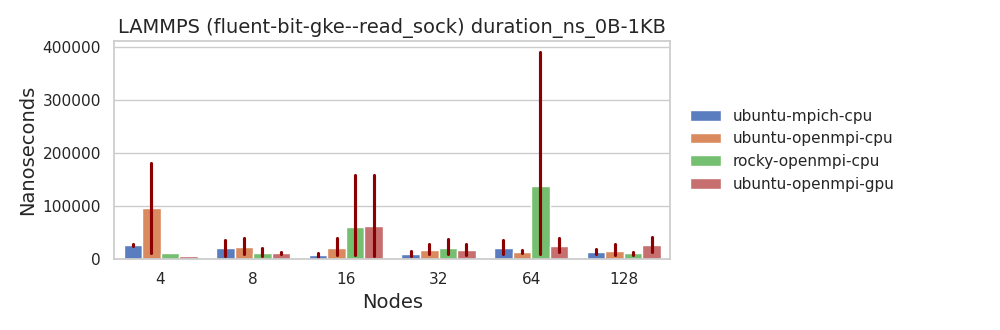 LAMMPS (fluent-bit-gke--read_sock) duration_ns_0B-1KB
400000
300000
200000
100000
0
Nanoseconds
4 8 16 32 64 128
Nodes
ubuntu-mpich-cpu
ubuntu-openmpi-cpu
rocky-openmpi-cpu
ubuntu-openmpi-gpu